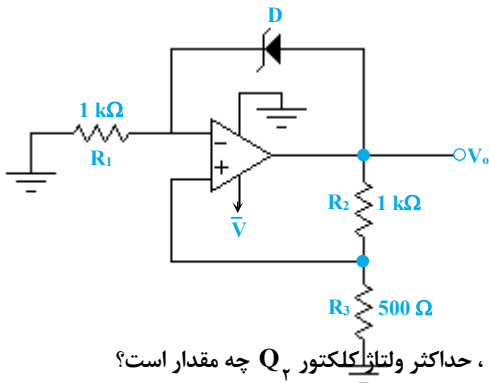 D
1 kΩ
R₁
−
+
V̄
Vₒ
R₂ 1 kΩ
R₃ 500 Ω
، حداکثر ولتاژ کلکتور Q۲ چه مقدار است؟